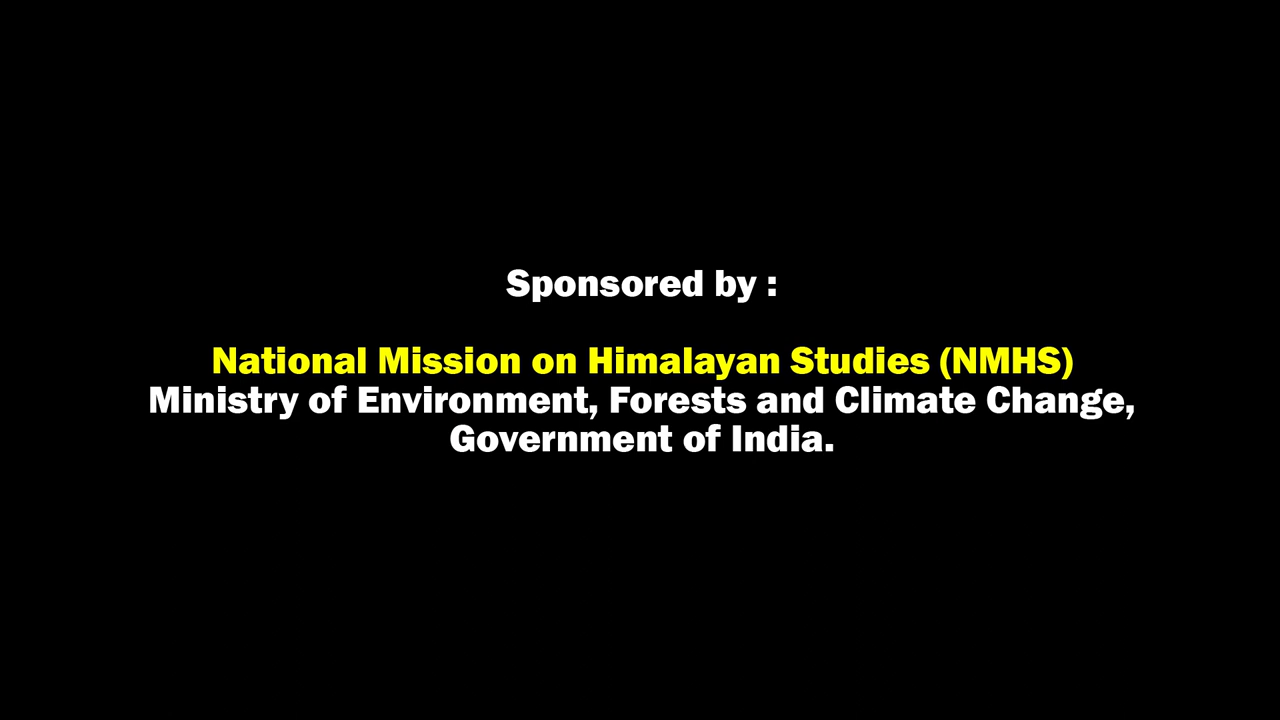 Sponsored by :
National Mission on Himalayan Studies (NMHS)
Ministry of Environment, Forests and Climate Change,
Government of India.